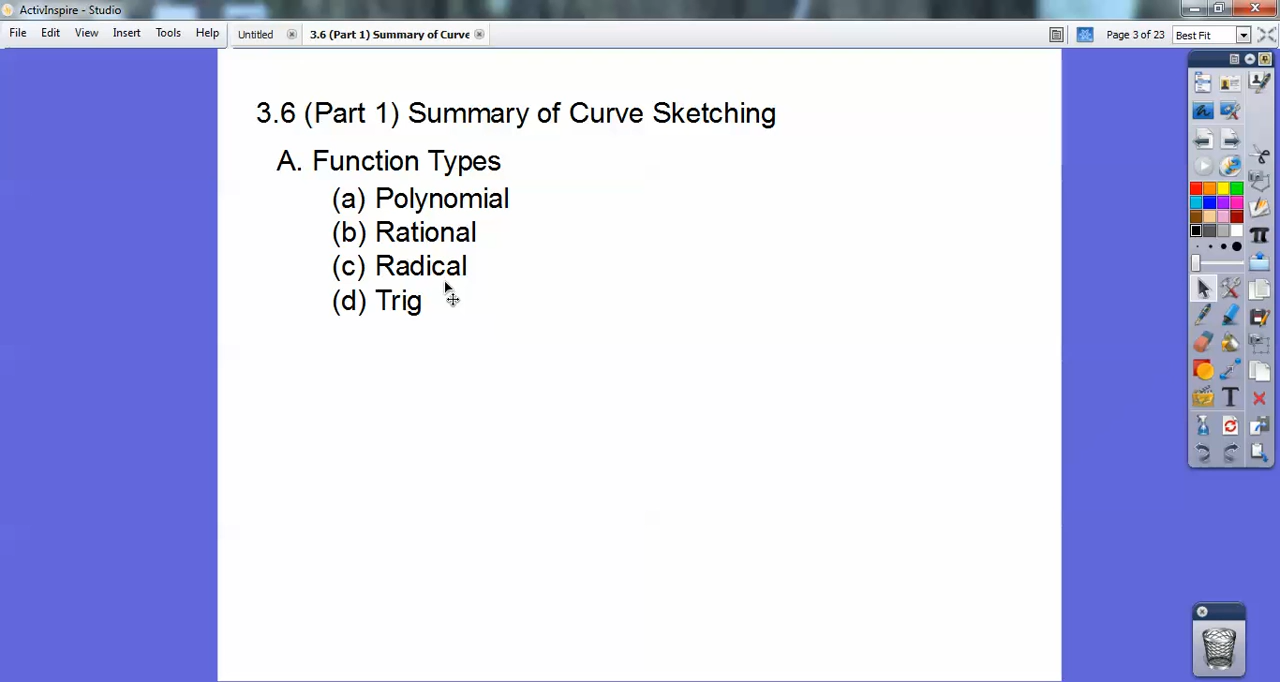 ActivInspire - Studio
File Edit View Insert Tools Help
Untitled
3.6 (Part 1) Summary of Curve
Page 3 of 23
Best Fit
3.6 (Part 1) Summary of Curve Sketching
A. Function Types
(a) Polynomial
(b) Rational
(c) Radical
(d) Trig